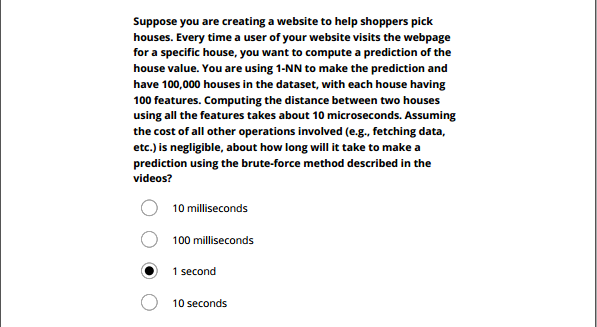 Suppose you are creating a website to help shoppers pick
houses. Every time a user of your website visits the webpage
for a specific house, you want to compute a prediction of the
house value. You are using 1-NN to make the prediction and
have 100,000 houses in the dataset, with each house having
100 features. Computing the distance between two houses
using all the features takes about 10 microseconds. Assuming
the cost of all other operations involved (e.g., fetching data,
etc.) is negligible, about how long will it take to make a
prediction using the brute-force method described in the
videos?
10 milliseconds
100 milliseconds
1 second
10 seconds